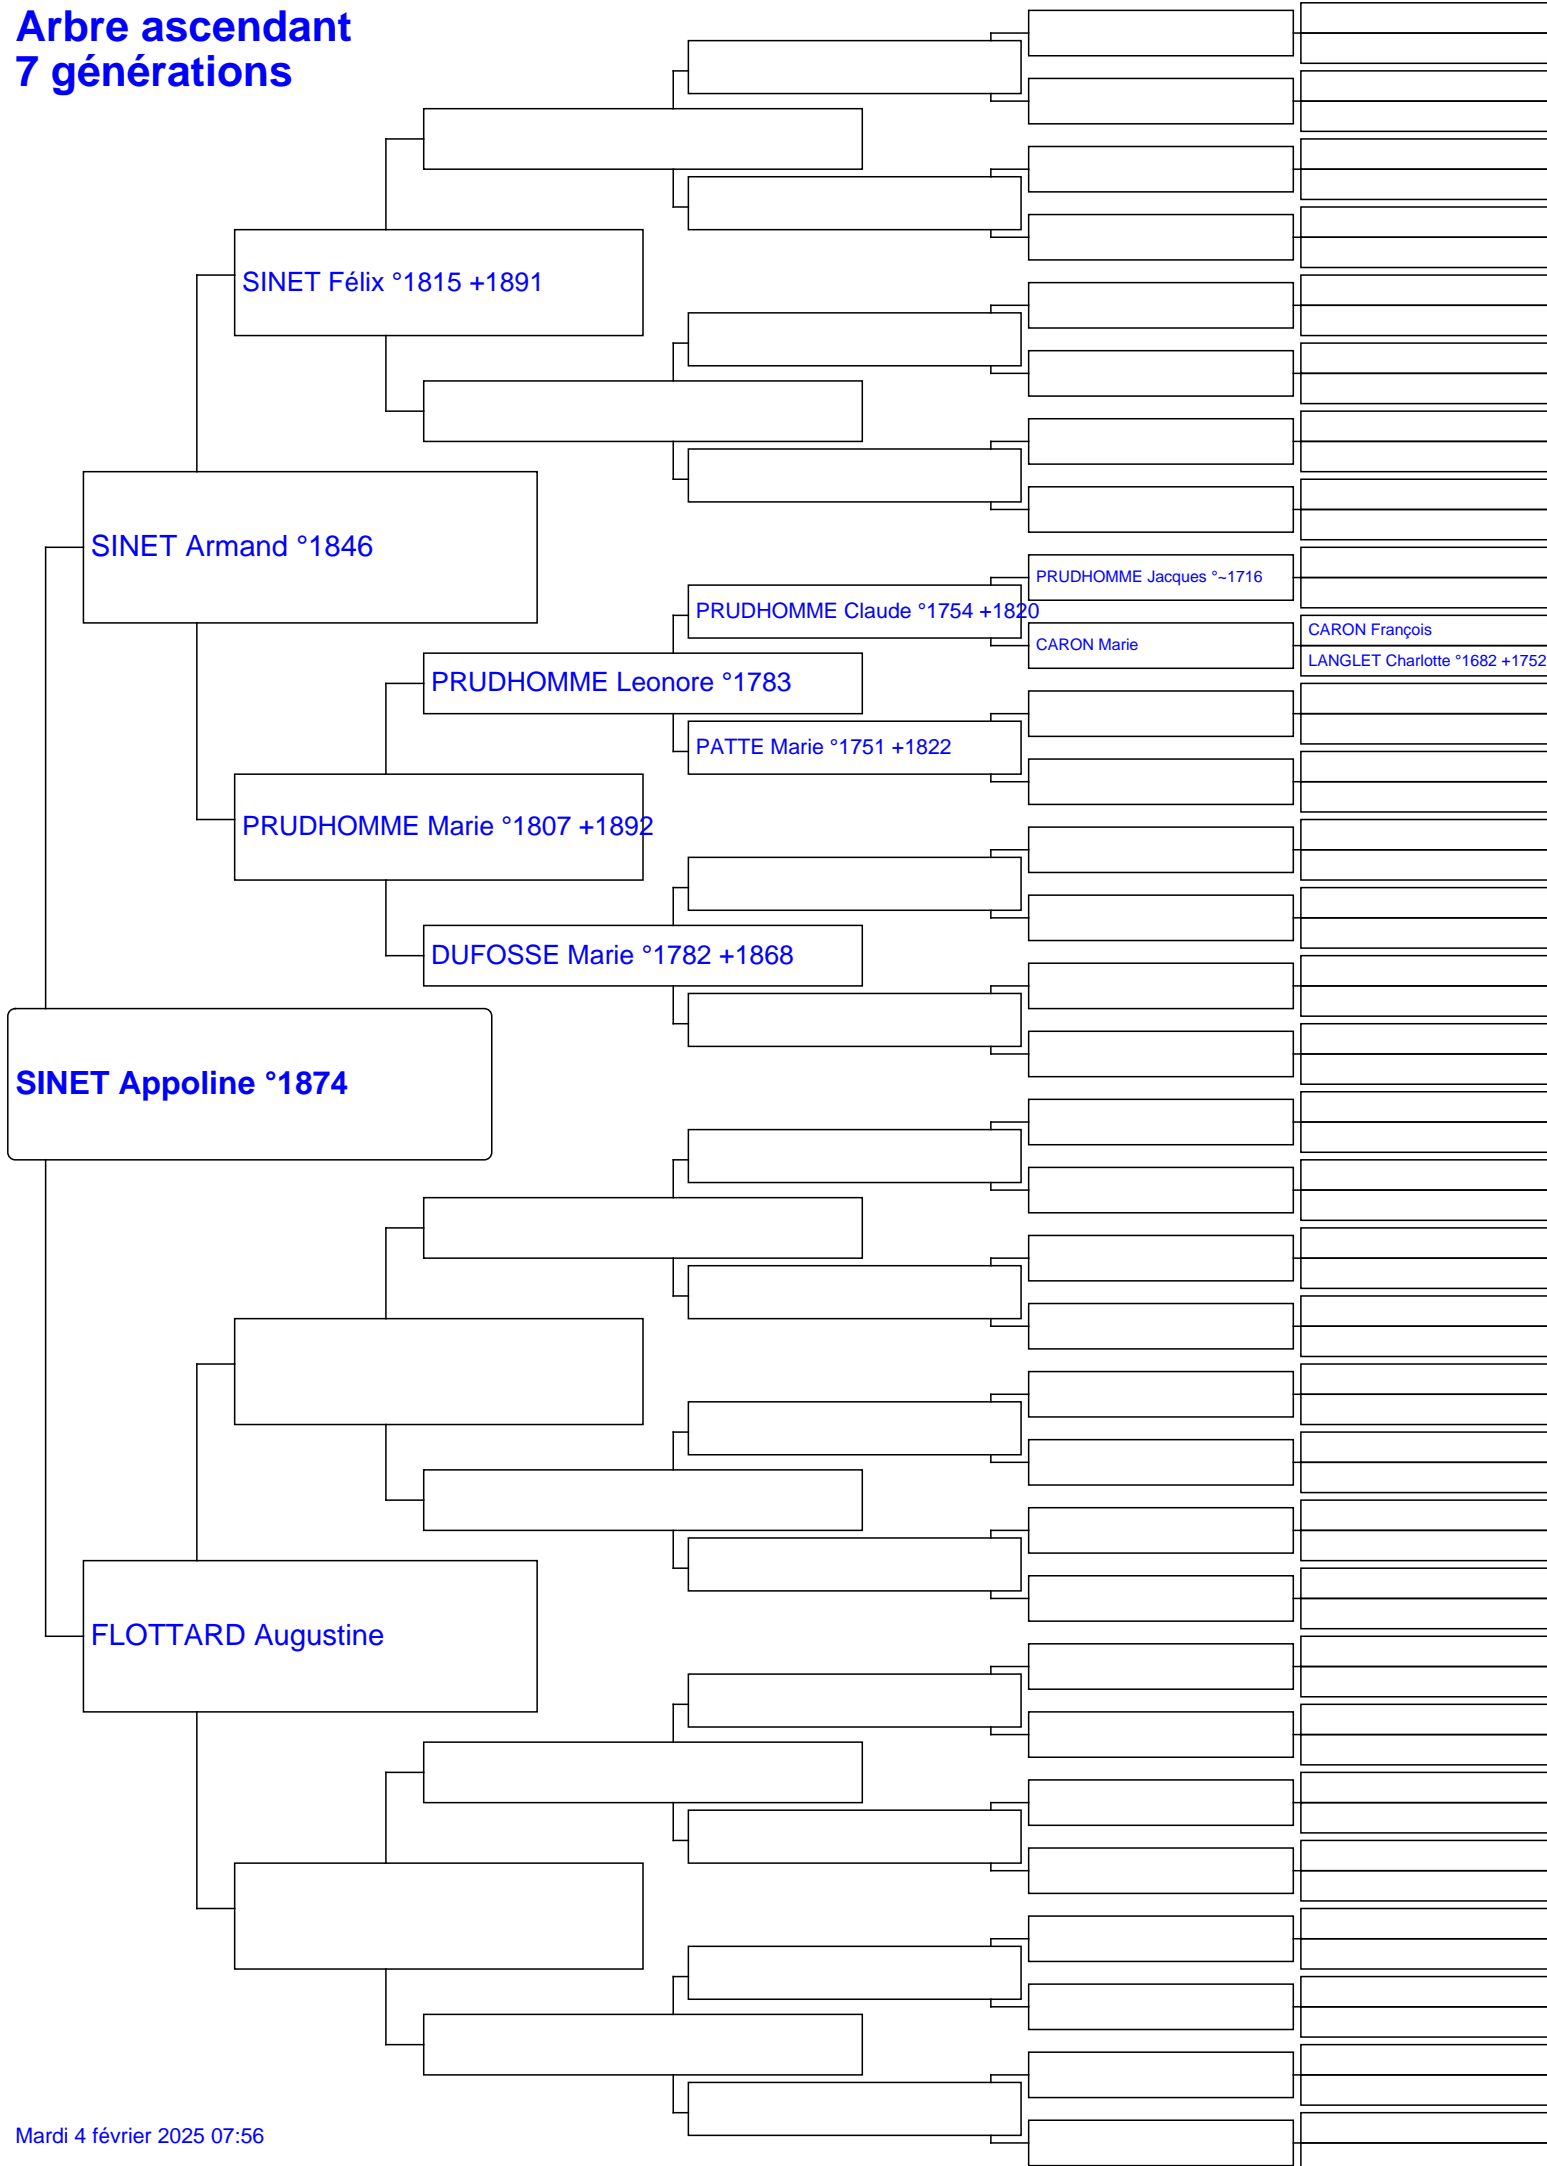 Arbre ascendant
7 générations
SINET Félix °1815 +1891
SINET Armand °1846
PRUDHOMME Jacques °~1716
PRUDHOMME Claude °1754 +1820
CARON François
CARON Marie
LANGLET Charlotte °1682 +1752
PRUDHOMME Leonore °1783
PATTE Marie °1751 +1822
PRUDHOMME Marie °1807 +1892
DUFOSSE Marie °1782 +1868
SINET Appoline °1874
FLOTTARD Augustine
Mardi 4 février 2025 07:56